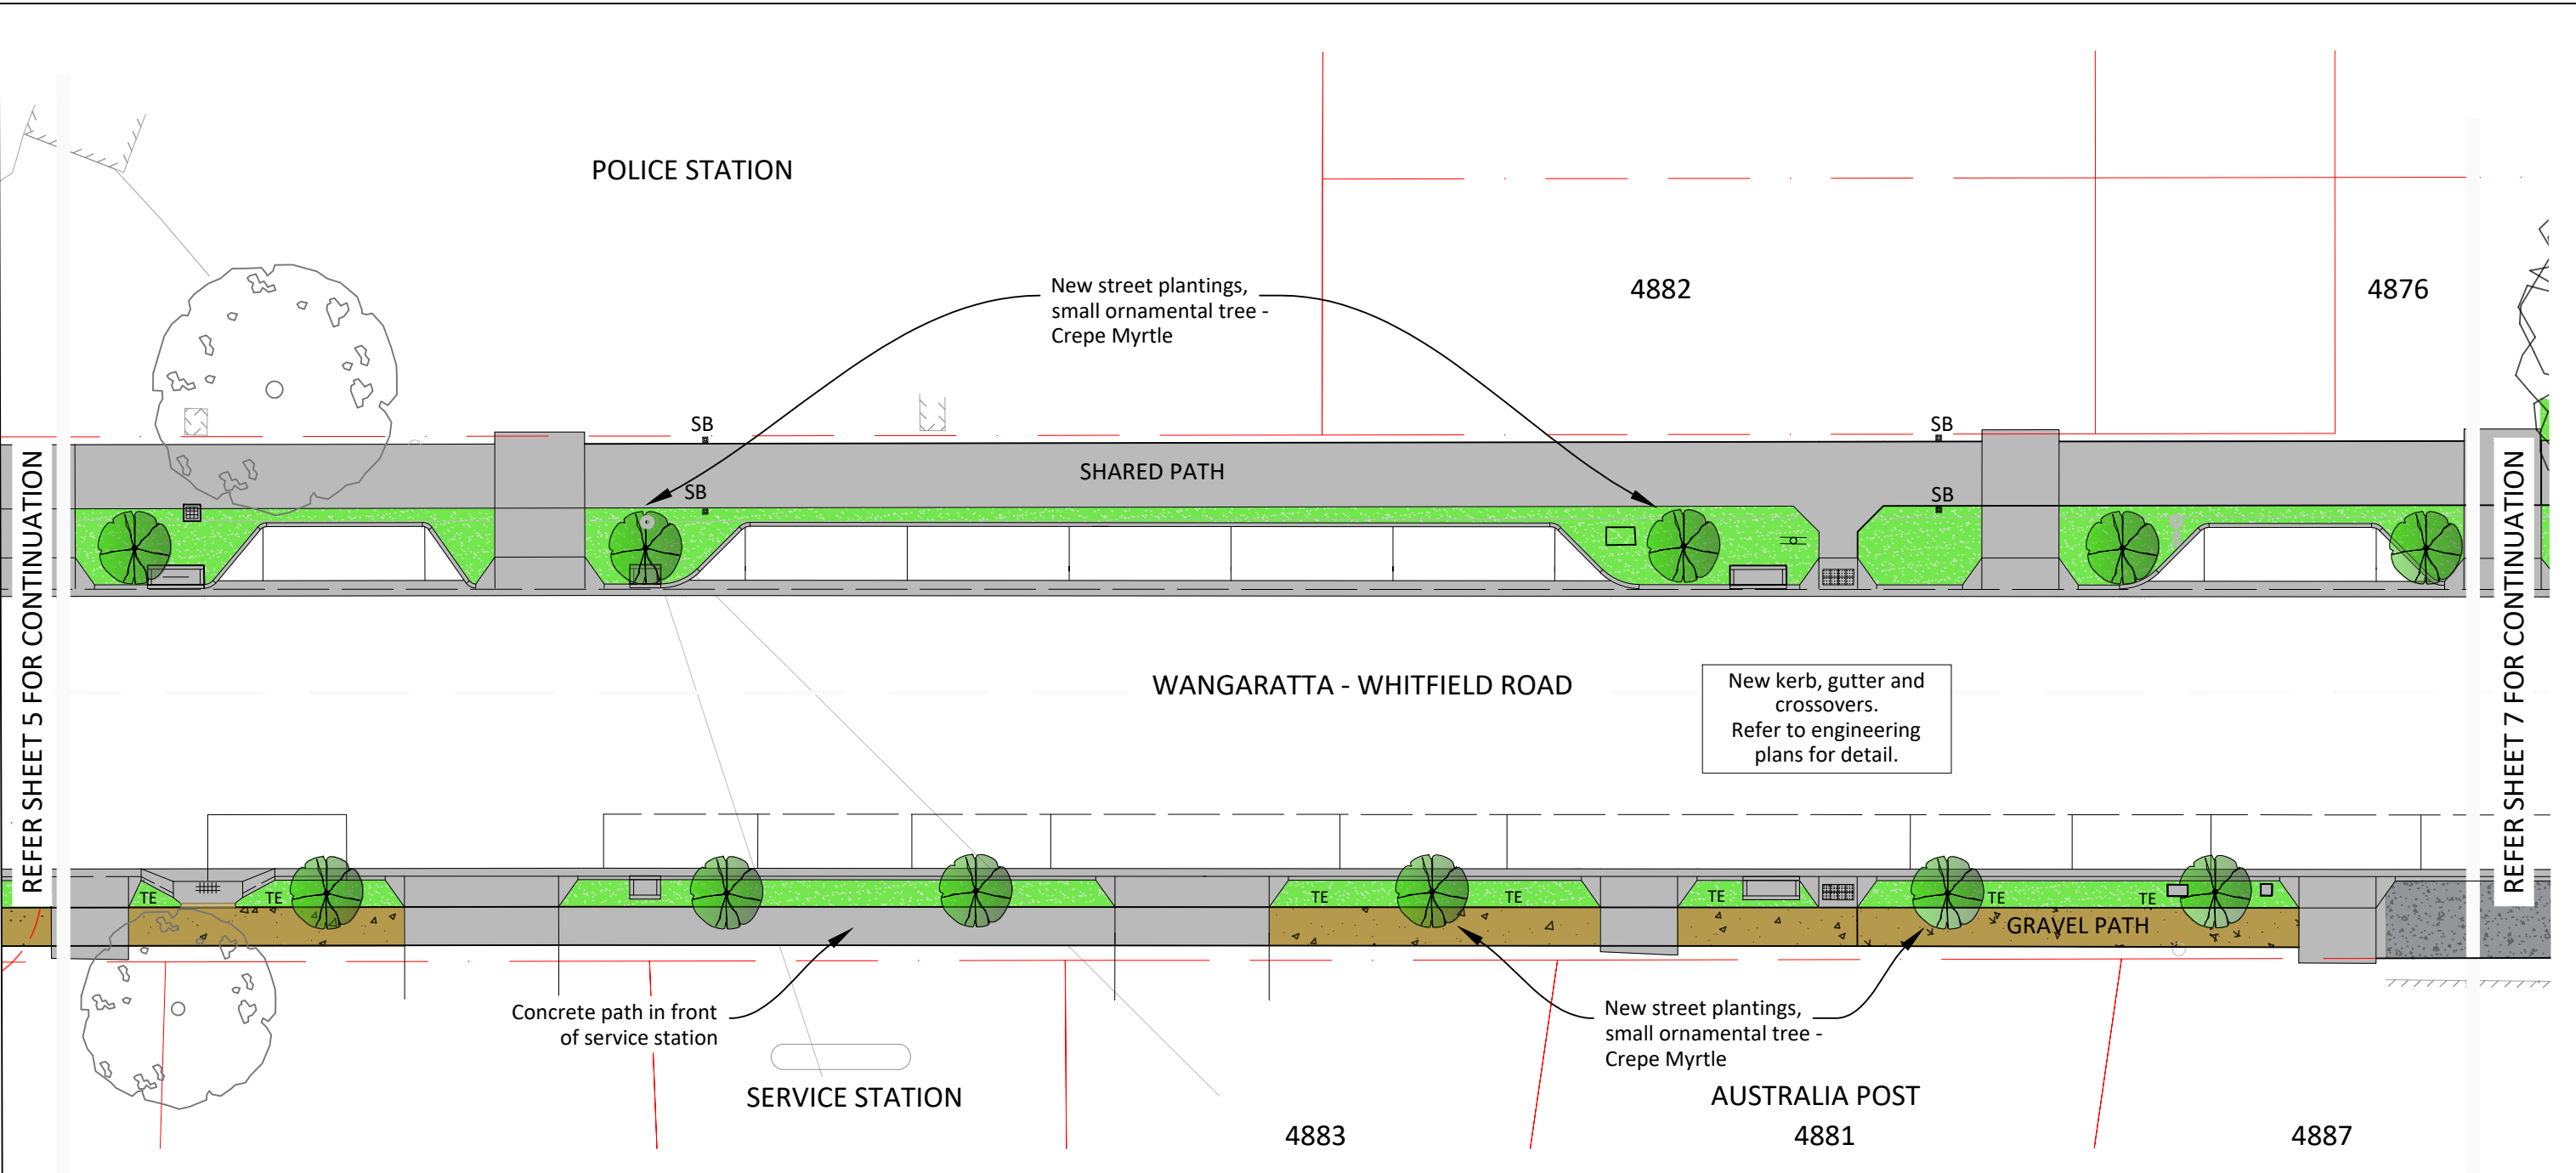 POLICE STATION
New street plantings,
small ornamental tree -
Crepe Myrtle
4882
4876
SB
SB
SHARED PATH
SB
SB
REFER SHEET 5 FOR CONTINUATION
REFER SHEET 7 FOR CONTINUATION
WANGARATTA - WHITFIELD ROAD
New kerb, gutter and
crossovers.
Refer to engineering
plans for detail.
TE
TE
TE
TE
TE
TE
TE
GRAVEL PATH
Concrete path in front
of service station
New street plantings,
small ornamental tree -
Crepe Myrtle
SERVICE STATION
AUSTRALIA POST
4883
4881
4887